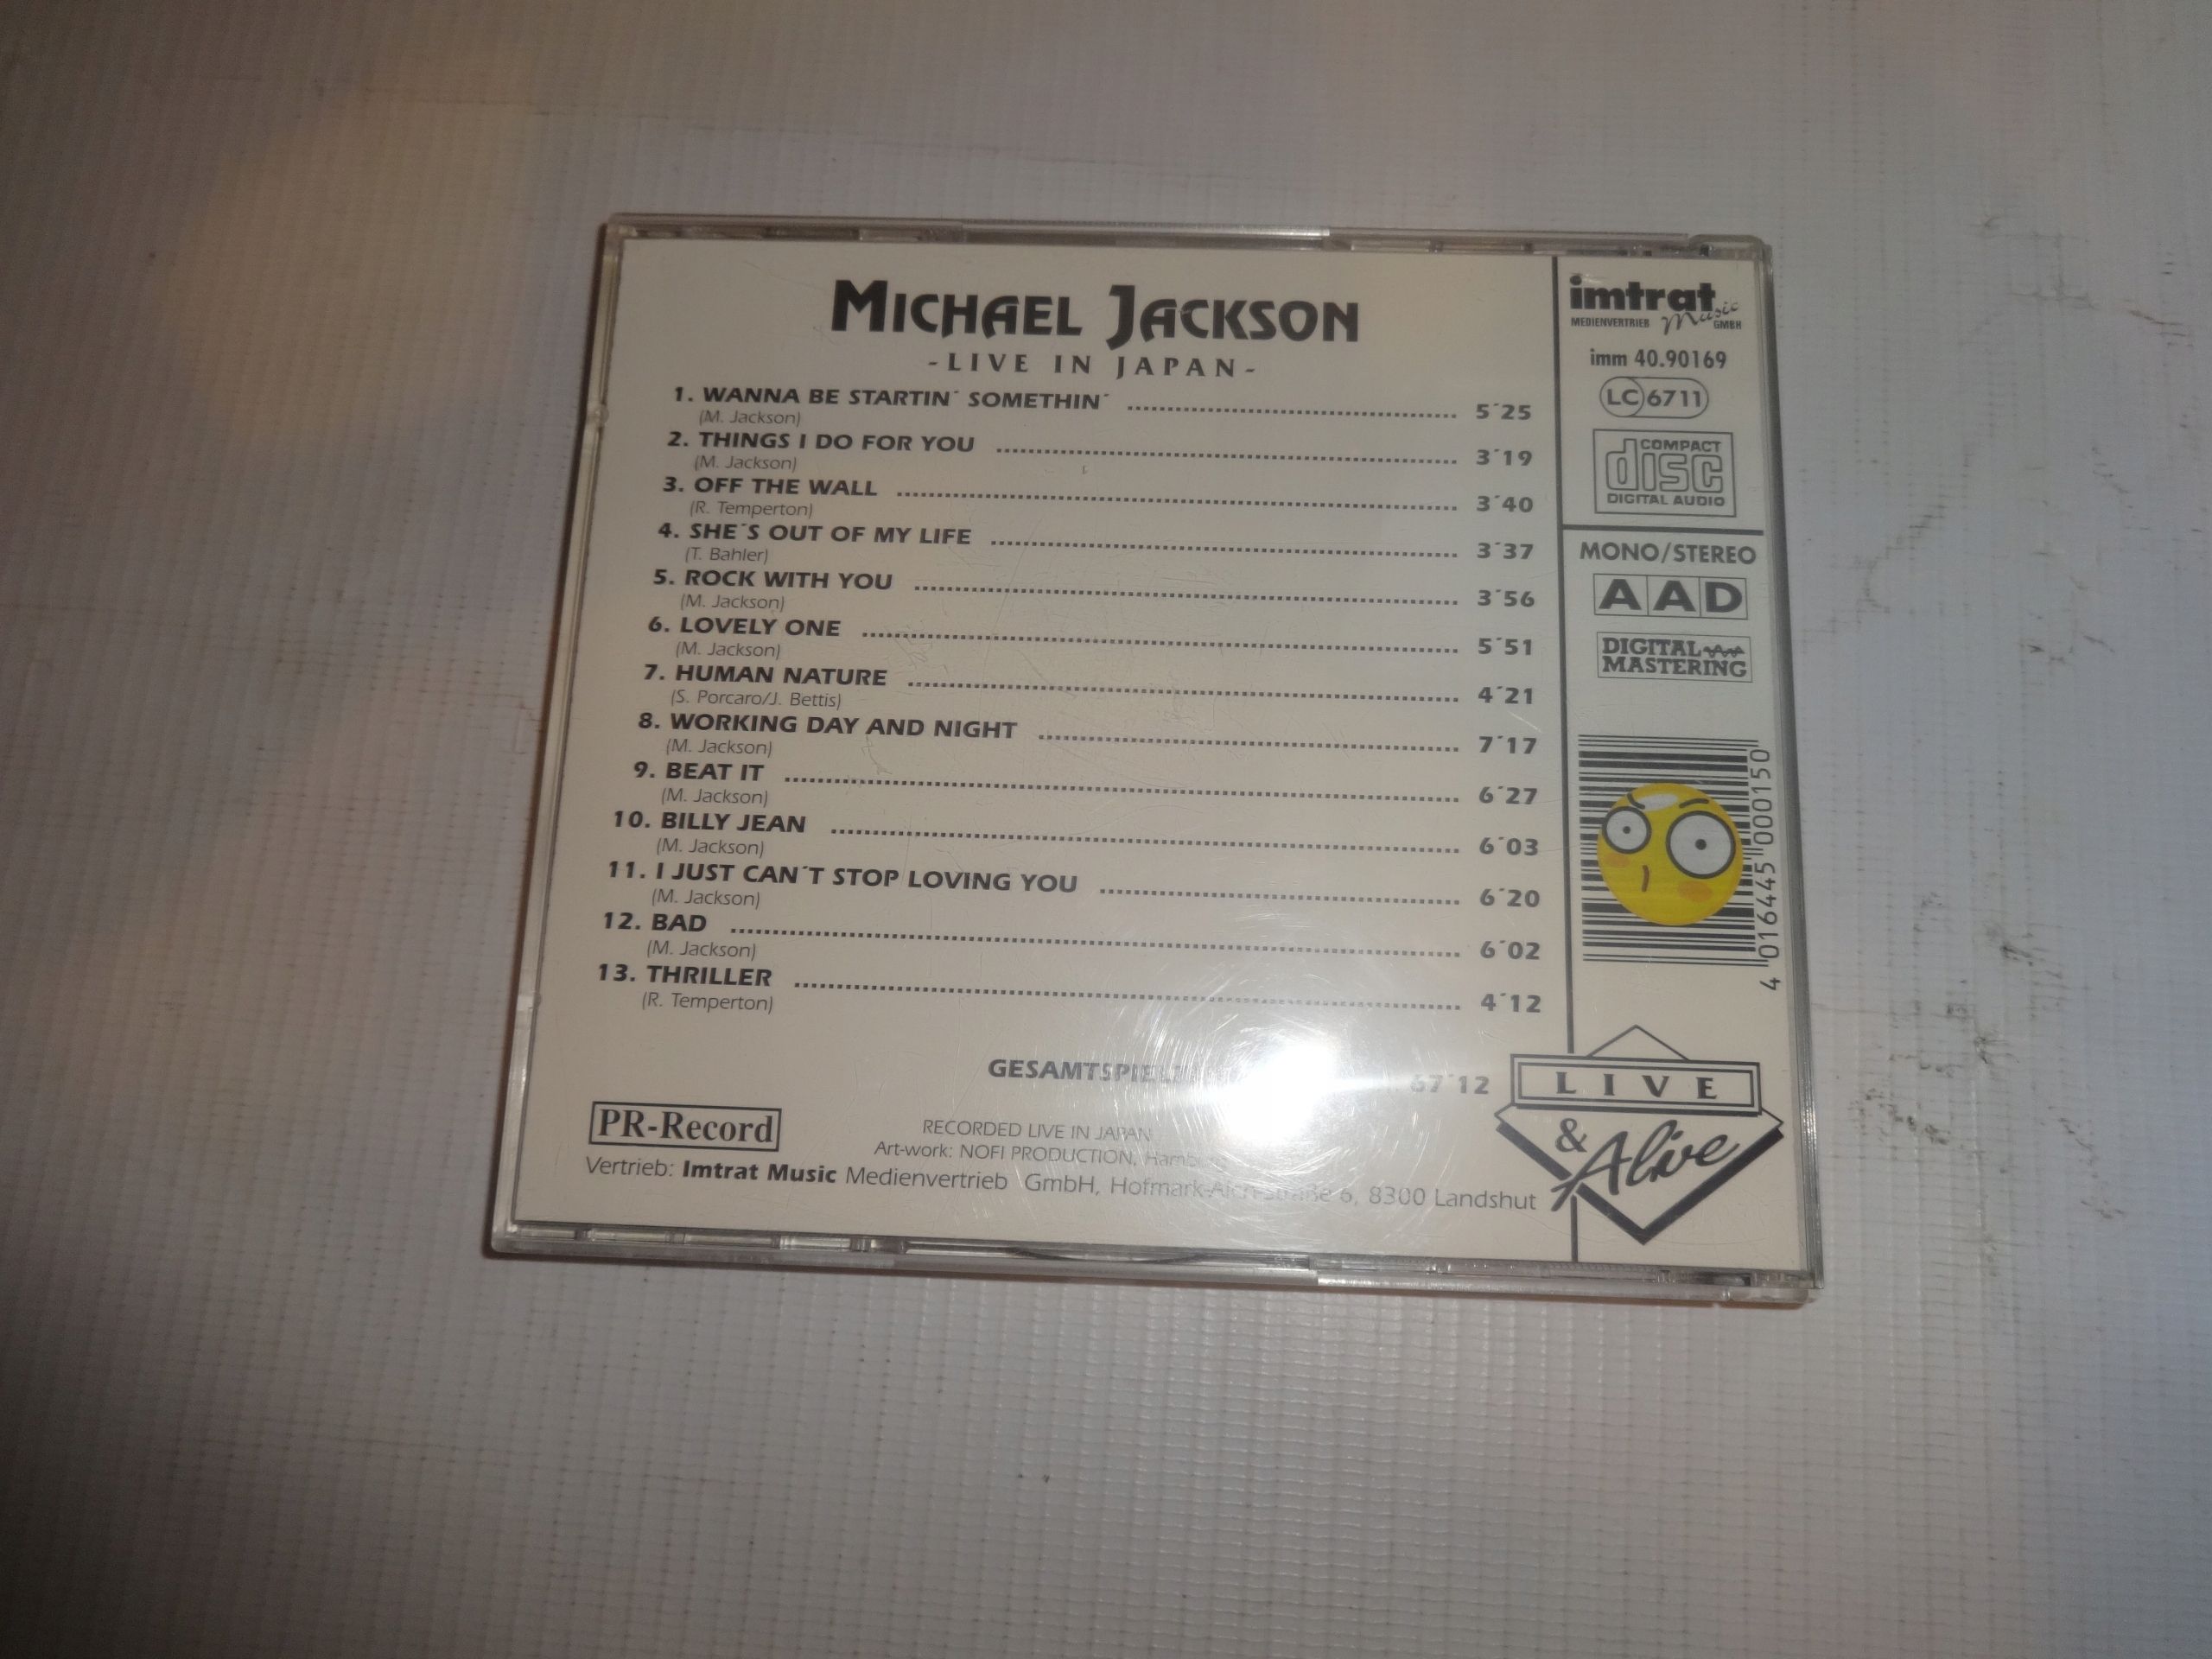 MICHAEL JACKSON
-LIVE IN JAPAN-
1. WANNA BE STARTIN´ SOMETHIN´ ........ 5´25
(M. Jackson)
2. THINGS I DO FOR YOU ........ 3´19
(M. Jackson)
3. OFF THE WALL ........ 3´40
(R. Temperton)
4. SHE´S OUT OF MY LIFE ........ 3´37
(T. Bahler)
5. ROCK WITH YOU ........ 3´56
(M. Jackson)
6. LOVELY ONE ........ 5´51
(M. Jackson)
7. HUMAN NATURE ........ 4´21
(S. Porcaro/J. Bettis)
8. WORKING DAY AND NIGHT ........ 7´17
(M. Jackson)
9. BEAT IT ........ 6´27
(M. Jackson)
10. BILLY JEAN ........ 6´03
(M. Jackson)
11. I JUST CAN´T STOP LOVING YOU ........ 6´20
(M. Jackson)
12. BAD ........ 6´02
(M. Jackson)
13. THRILLER ........ 4´12
(R. Temperton)
67´12
PR-Record
RECORDED LIVE IN JAPAN
Art-work: NOFI PRODUCTION, Hamburg
Vertrieb: Imtrat Music Medienvertrieb GmbH, Hofmark-Aich-Straße 6, 8300 Landshut
imtrat
MEDIENVERTRIEB Music GMBH
imm 40.90169
LC 6711
COMPACT
disc
DIGITAL AUDIO
MONO/STEREO
AAD
DIGITAL
MASTERING
4 016445 000150
LIVE
& Alive